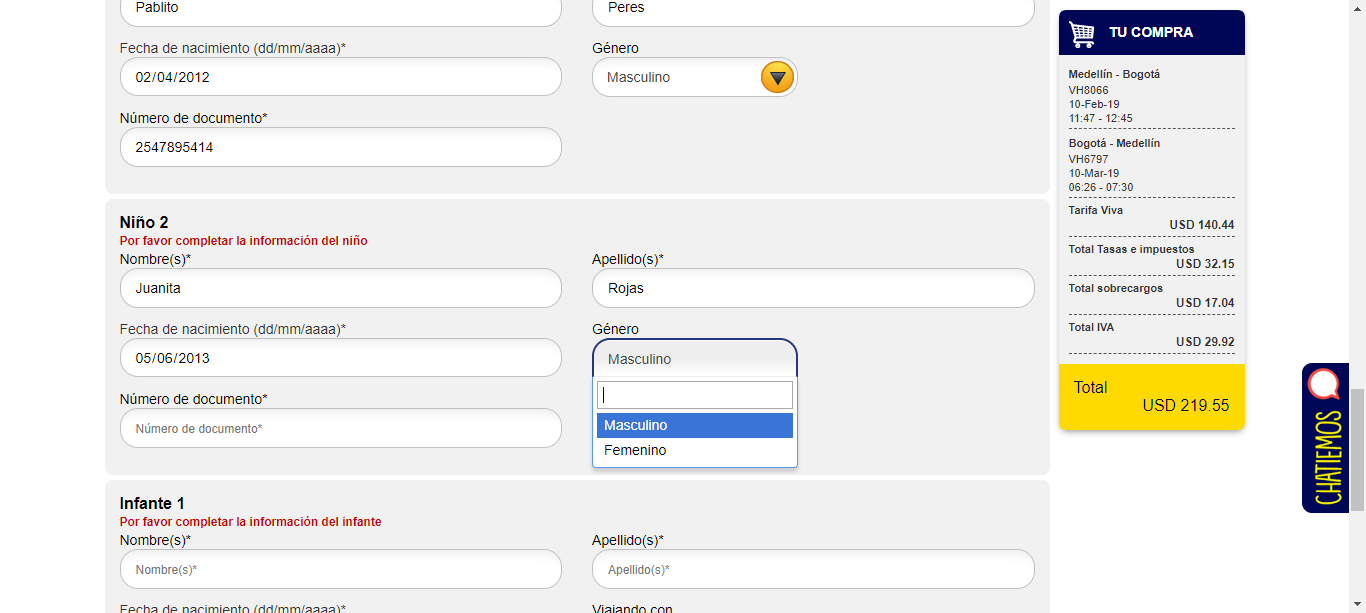 Pablito
Peres
Fecha de nacimiento (dd/mm/aaaa)*
Género
02/04/2012
Masculino
Número de documento*
2547895414
Niño 2
Por favor completar la información del niño
Nombre(s)*
Apellido(s)*
Juanita
Rojas
Fecha de nacimiento (dd/mm/aaaa)*
Género
05/06/2013
Masculino
Masculino
Femenino
Número de documento*
Número de documento*
Infante 1
Por favor completar la información del infante
Nombre(s)*
Apellido(s)*
Nombre(s)*
Apellido(s)*
Fecha de nacimiento (dd/mm/aaaa)*
Viajando con
TU COMPRA
Medellín - Bogotá
VH8066
10-Feb-19
11:47 - 12:45
Bogotá - Medellín
VH6797
10-Mar-19
06:26 - 07:30
Tarifa Viva
USD 140.44
Total Tasas e impuestos
USD 32.15
Total sobrecargos
USD 17.04
Total IVA
USD 29.92
Total
USD 219.55
CHATIEMOS